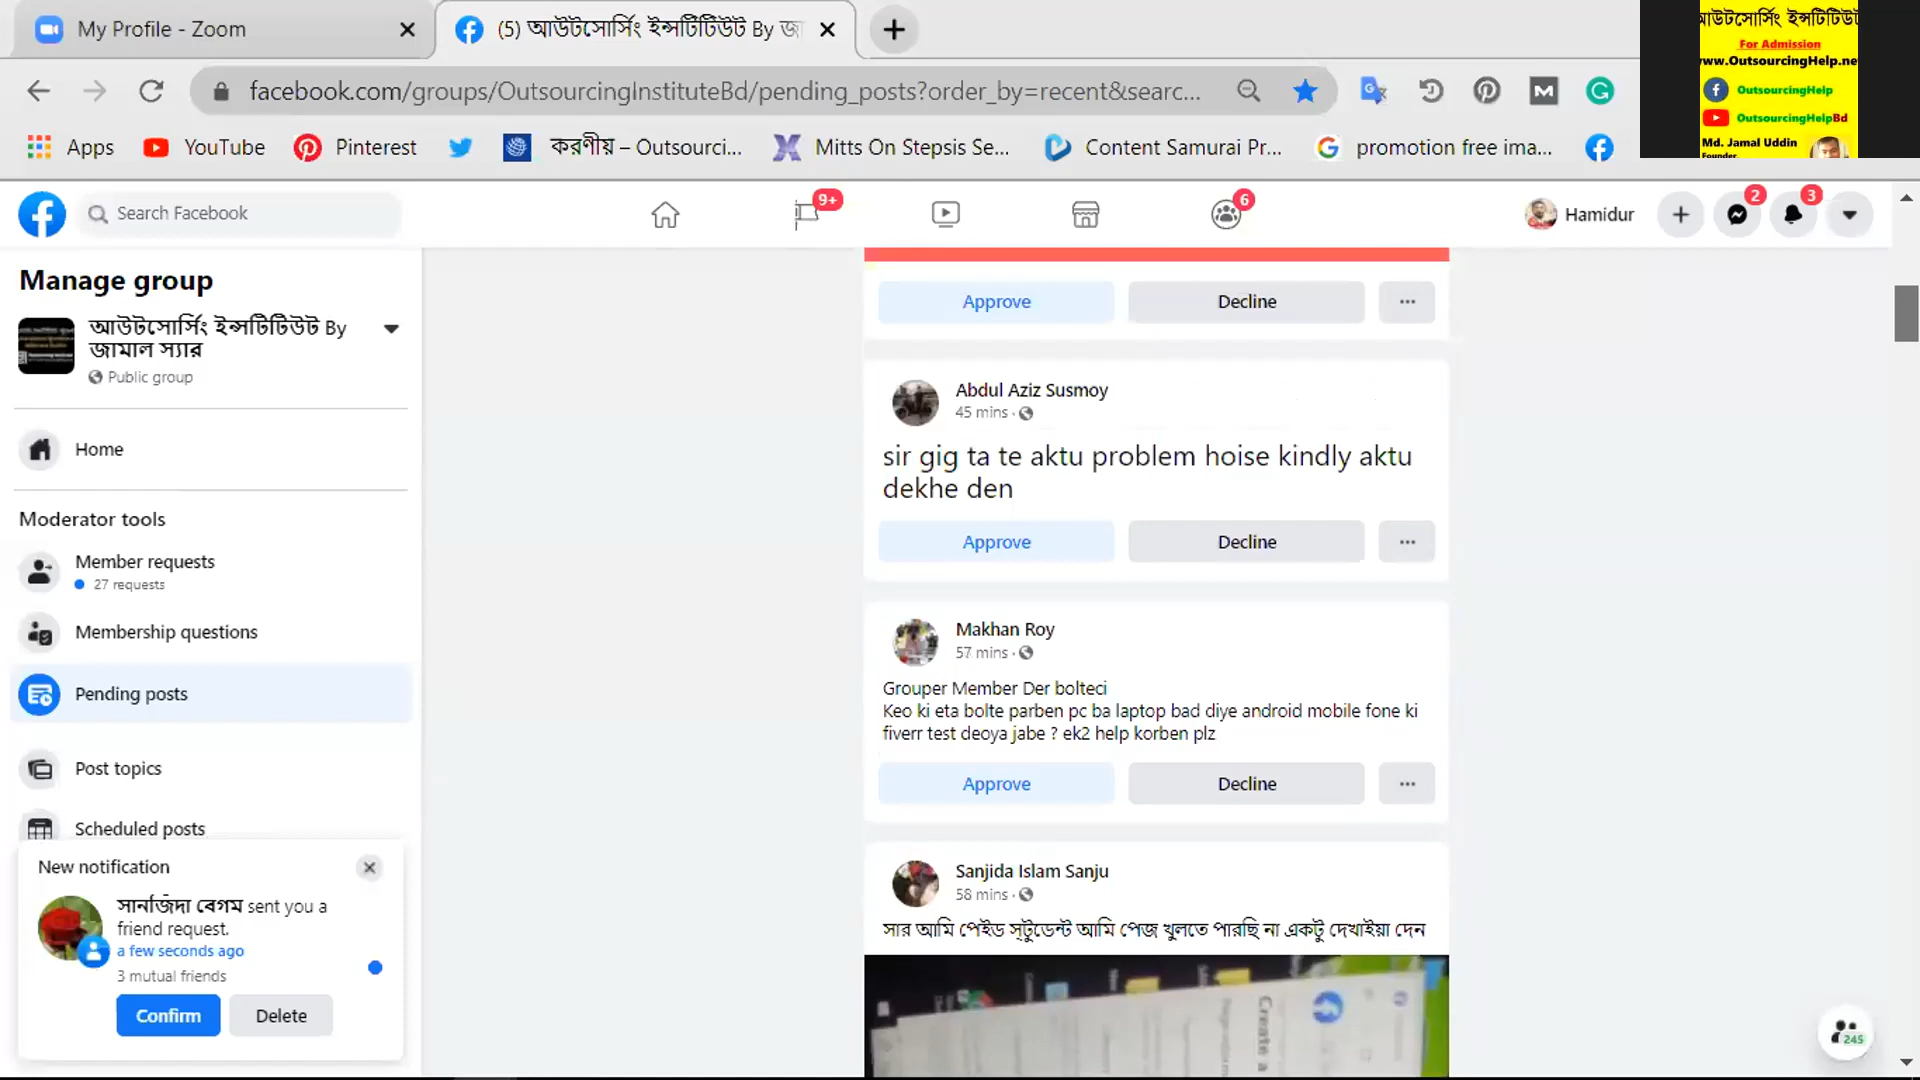 My Profile - Zoom
(5) আউটসোর্সিং ইন্সটিটিউট By জা
আউটসোর্সিং ইন্সটিটিউট
For Admission
www.OutsourcingHelp.ne
OutsourcingHelp
OutsourcingHelpBd
Md. Jamal Uddin
Founder,
facebook.com/groups/OutsourcingInstituteBd/pending_posts?order_by=recent&searc...
Apps
YouTube
Pinterest
করণীয় – Outsourci...
Mitts On Stepsis Se...
Content Samurai Pr...
promotion free ima...
Search Facebook
9+
6
Hamidur
2
3
Manage group
আউটসোর্সিং ইন্সটিটিউট By
জামাল স্যার
Public group
Home
Moderator tools
Member requests
27 requests
Membership questions
Pending posts
Post topics
Scheduled posts
New notification
সানজিদা বেগম sent you a
friend request.
a few seconds ago
3 mutual friends
Confirm
Delete
Approve
Decline
Abdul Aziz Susmoy
45 mins ·
sir gig ta te aktu problem hoise kindly aktu
dekhe den
Approve
Decline
Makhan Roy
57 mins ·
Grouper Member Der bolteci
Keo ki eta bolte parben pc ba laptop bad diye android mobile fone ki
fiverr test deoya jabe ? ek2 help korben plz
Approve
Decline
Sanjida Islam Sanju
58 mins ·
সার আমি পেইড স্টুডেন্ট আমি পেজ খুলতে পারছি না একটু দেখাইয়া দেন
Create a
245